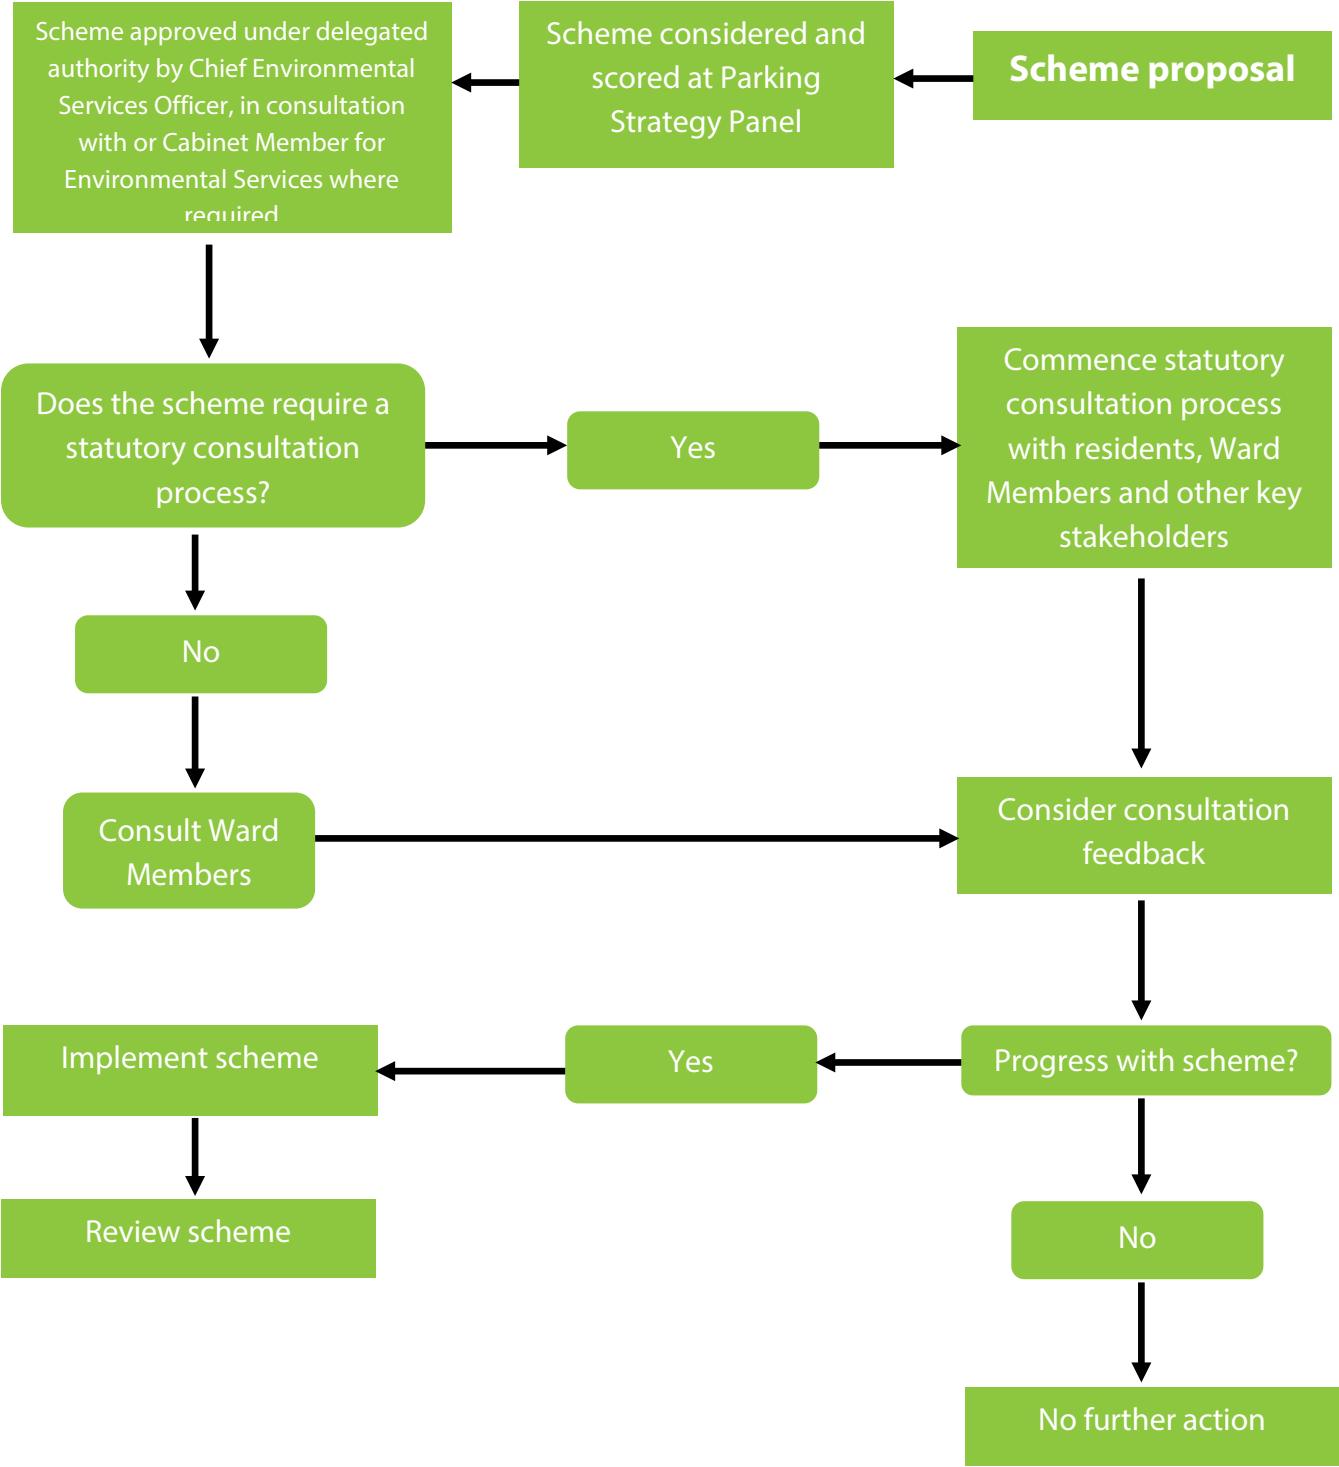 Scheme proposal
Scheme considered and
scored at Parking
Strategy Panel
Scheme approved under delegated
authority by Chief Environmental
Services Officer, in consultation
with or Cabinet Member for
Environmental Services where
required
Does the scheme require a
statutory consultation
process?
Yes
Commence statutory
consultation process
with residents, Ward
Members and other key
stakeholders
No
Consult Ward
Members
Consider consultation
feedback
Progress with scheme?
Yes
Implement scheme
Review scheme
No
No further action